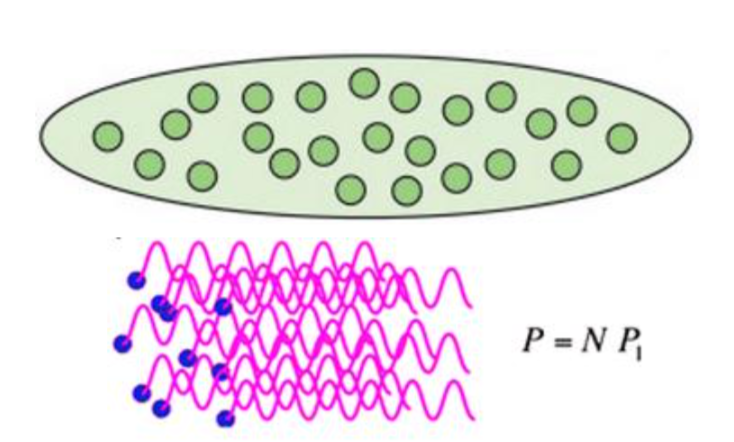 P = N P₁